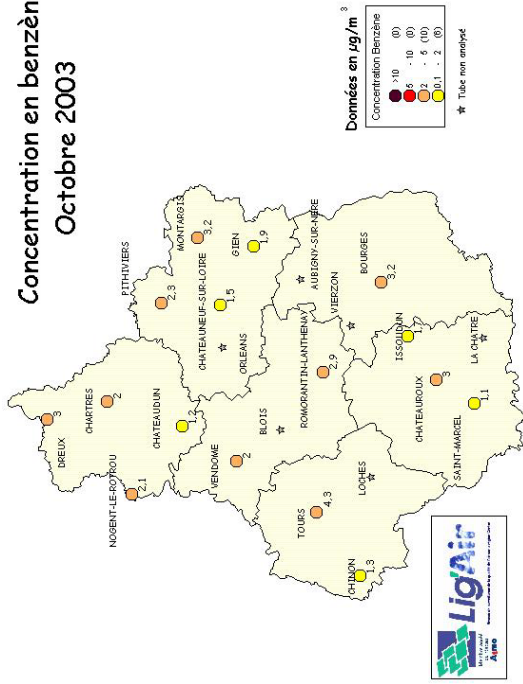 Concentration en benzèn
Octobre 2003
Données en µg/m³
Concentration Benzène
>10 (0)
5 - 10 (0)
2 - 5 (10)
0,1 - 2 (6)
Tube non analysé
DREUX
3
CHARTRES
2
NOGENT-LE-ROTROU
2,1
CHATEAUDUN
1,2
PITHIVIERS
2,3
MONTARGIS
3,2
CHATEAUNEUF-SUR-LOIRE
1,5
ORLEANS
GIEN
1,9
VENDOME
2
BLOIS
ROMORANTIN-LANTHENAY
2,9
AUBIGNY-SUR-NERE
VIERZON
BOURGES
3,2
TOURS
4,3
LOCHES
CHINON
1,3
ISSOUDUN
CHATEAUROUX
3
LA CHATRE
SAINT-MARCEL
1,1
Lig'Air